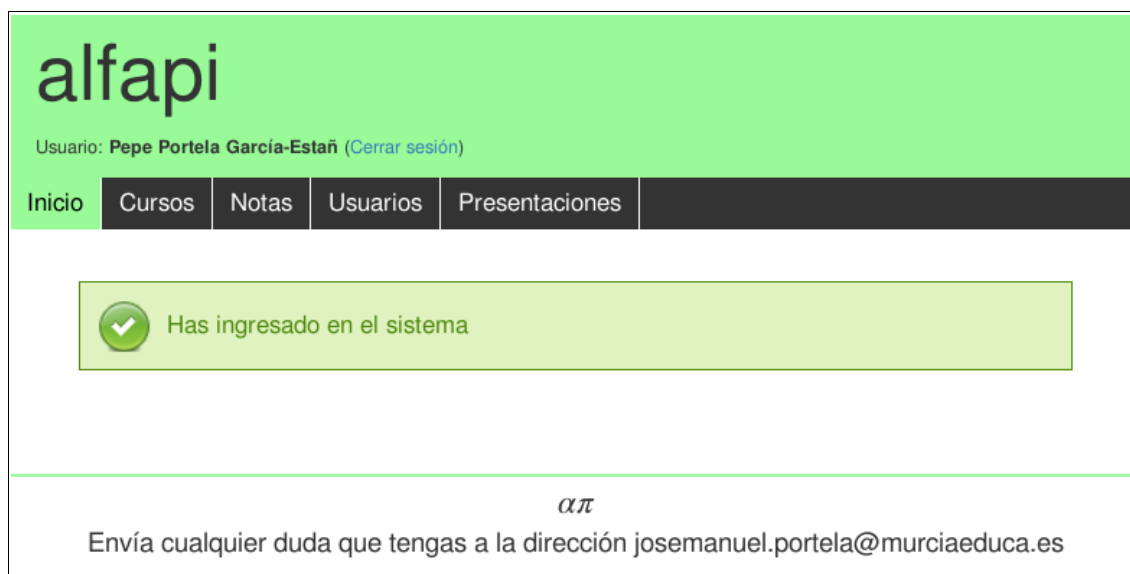 alfapi
Usuario: Pepe Portela García-Estañ (Cerrar sesión)
Inicio Cursos Notas Usuarios Presentaciones
Has ingresado en el sistema
απ
Envía cualquier duda que tengas a la dirección josemanuel.portela@murciaeduca.es